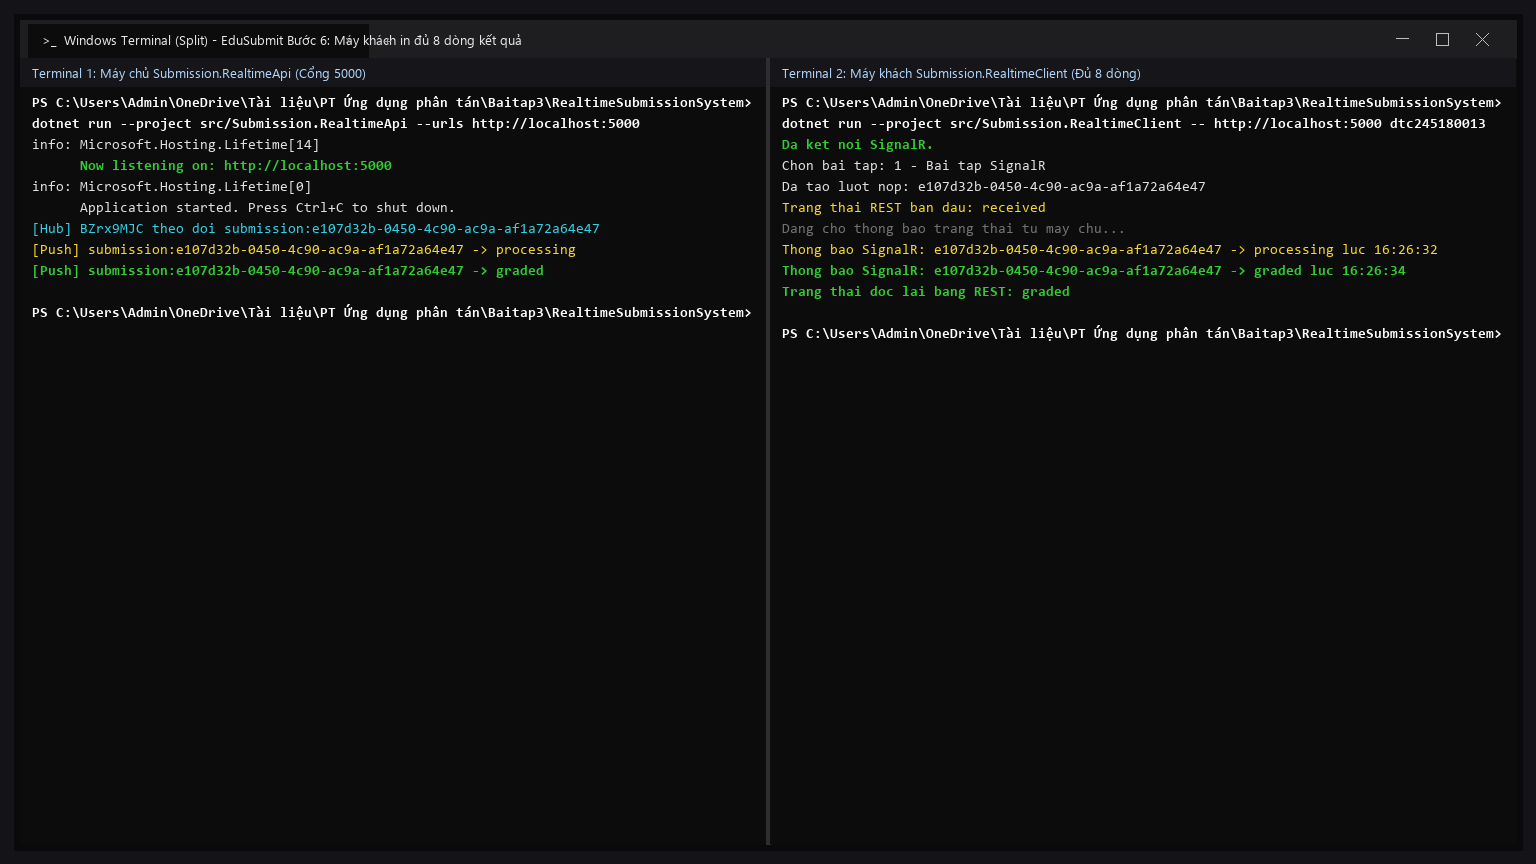 >_ Windows Terminal (Split) - EduSubmit Bước 6: Máy khách in đủ 8 dòng kết quả
Terminal 1: Máy chủ Submission.RealtimeApi (Cổng 5000)
PS C:\Users\Admin\OneDrive\Tài liệu\PT Ứng dụng phân tán\Baitap3\RealtimeSubmissionSystem>
dotnet run --project src/Submission.RealtimeApi --urls http://localhost:5000
info: Microsoft.Hosting.Lifetime[14]
Now listening on: http://localhost:5000
info: Microsoft.Hosting.Lifetime[0]
Application started. Press Ctrl+C to shut down.
[Hub] BZrx9MJC theo doi submission:e107d32b-0450-4c90-ac9a-af1a72a64e47
[Push] submission:e107d32b-0450-4c90-ac9a-af1a72a64e47 -> processing
[Push] submission:e107d32b-0450-4c90-ac9a-af1a72a64e47 -> graded
PS C:\Users\Admin\OneDrive\Tài liệu\PT Ứng dụng phân tán\Baitap3\RealtimeSubmissionSystem>
Terminal 2: Máy khách Submission.RealtimeClient (Đủ 8 dòng)
PS C:\Users\Admin\OneDrive\Tài liệu\PT Ứng dụng phân tán\Baitap3\RealtimeSubmissionSystem>
dotnet run --project src/Submission.RealtimeClient -- http://localhost:5000 dtc245180013
Da ket noi SignalR.
Chon bai tap: 1 - Bai tap SignalR
Da tao luot nop: e107d32b-0450-4c90-ac9a-af1a72a64e47
Trang thai REST ban dau: received
Dang cho thong bao trang thai tu may chu...
Thong bao SignalR: e107d32b-0450-4c90-ac9a-af1a72a64e47 -> processing luc 16:26:32
Thong bao SignalR: e107d32b-0450-4c90-ac9a-af1a72a64e47 -> graded luc 16:26:34
Trang thai doc lai bang REST: graded
PS C:\Users\Admin\OneDrive\Tài liệu\PT Ứng dụng phân tán\Baitap3\RealtimeSubmissionSystem>